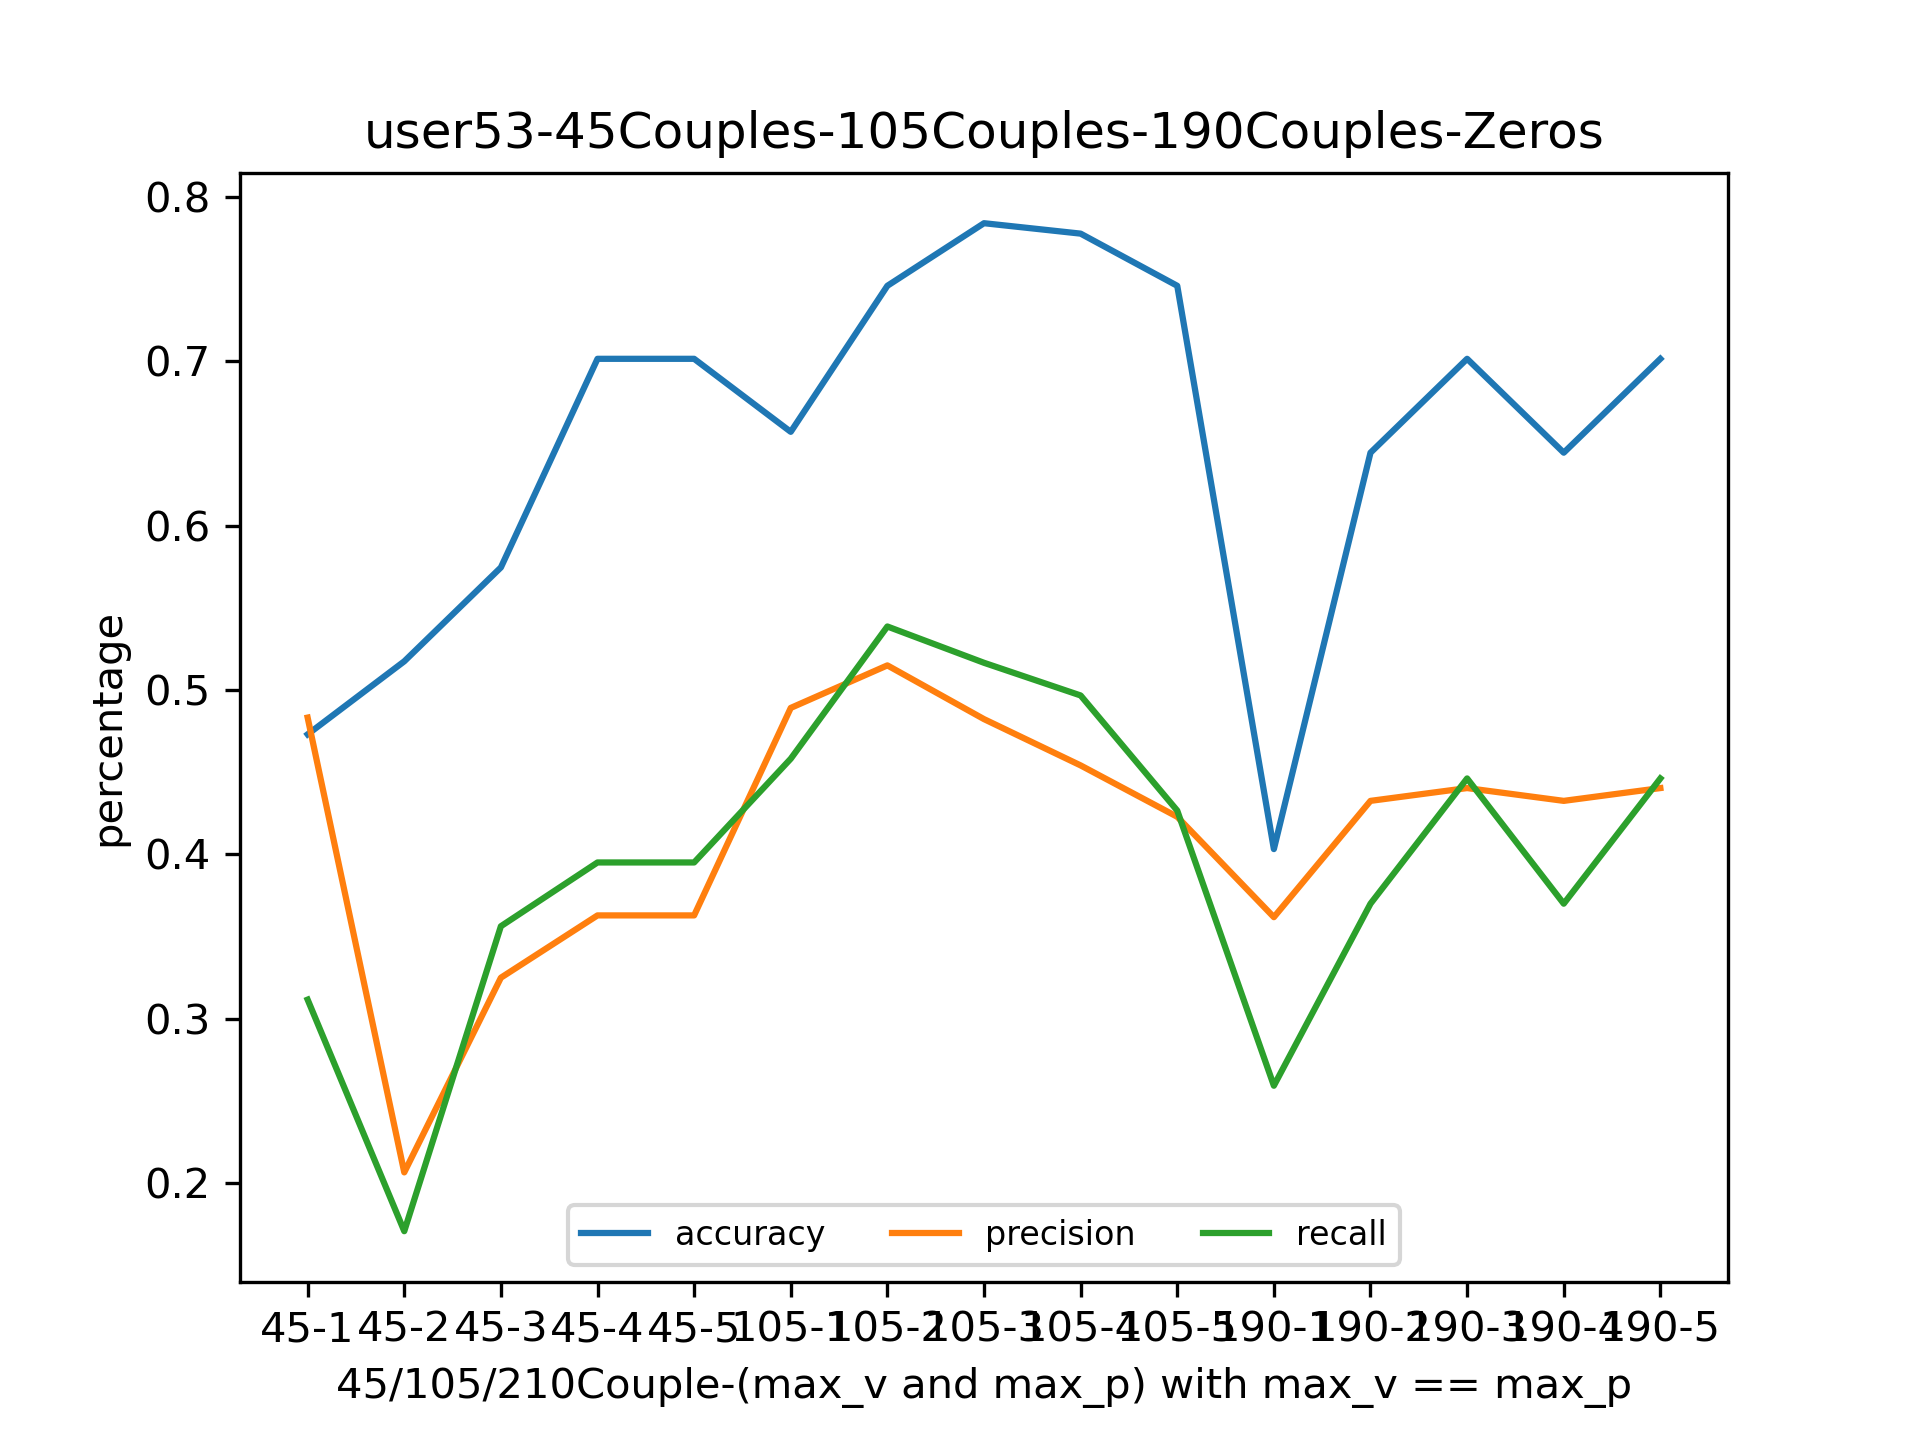 user53-45Couples-105Couples-190Couples-Zeros
0.8
0.7
0.6
0.5
0.4
0.3
0.2
percentage
accuracy precision recall
45-1 45-2 45-3 45-4 45-5 105-1 105-2 105-3 105-4 105-5 190-1 190-2 190-3 190-4 190-5
45/105/210Couple-(max_v and max_p) with max_v == max_p